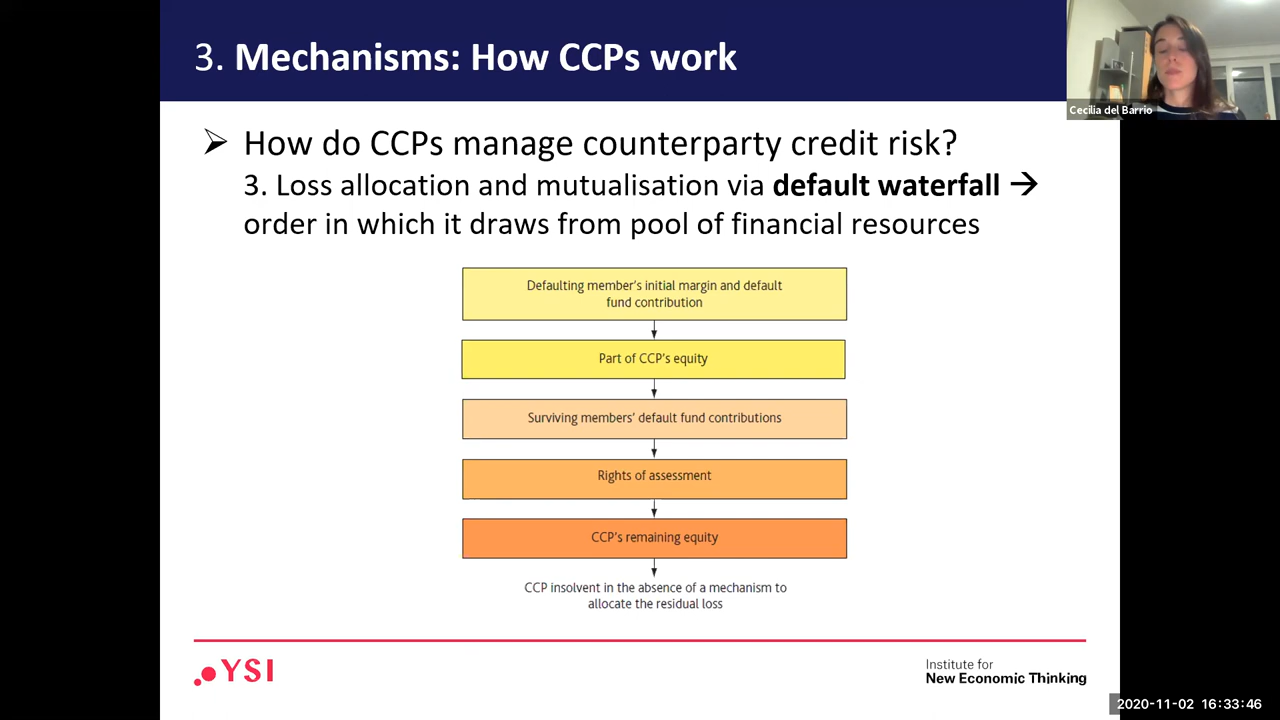 3. Mechanisms: How CCPs work
Cecilia del Barrio
➢ How do CCPs manage counterparty credit risk?
3. Loss allocation and mutualisation via default waterfall →
order in which it draws from pool of financial resources
Defaulting member's initial margin and default
fund contribution
Part of CCP's equity
Surviving members' default fund contributions
Rights of assessment
CCP's remaining equity
CCP insolvent in the absence of a mechanism to
allocate the residual loss
YSI
Institute for
New Economic Thinking
2020-11-02 16:33:46